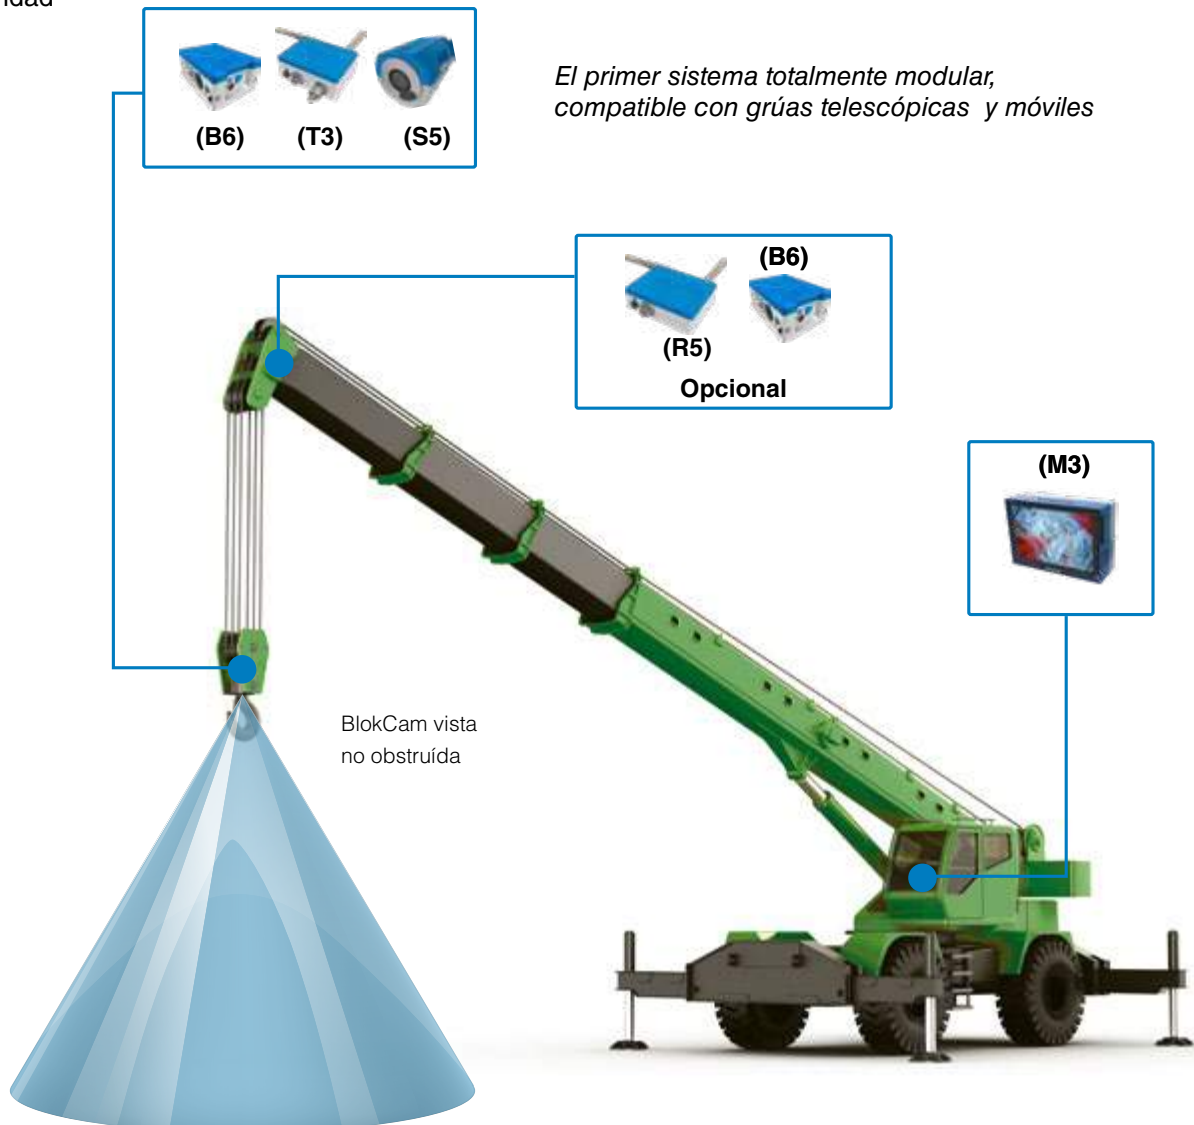 idad
El primer sistema totalmente modular,
compatible con grúas telescópicas y móviles
(B6) (T3) (S5)
(B6)
(R5)
Opcional
(M3)
BlokCam vista
no obstruída